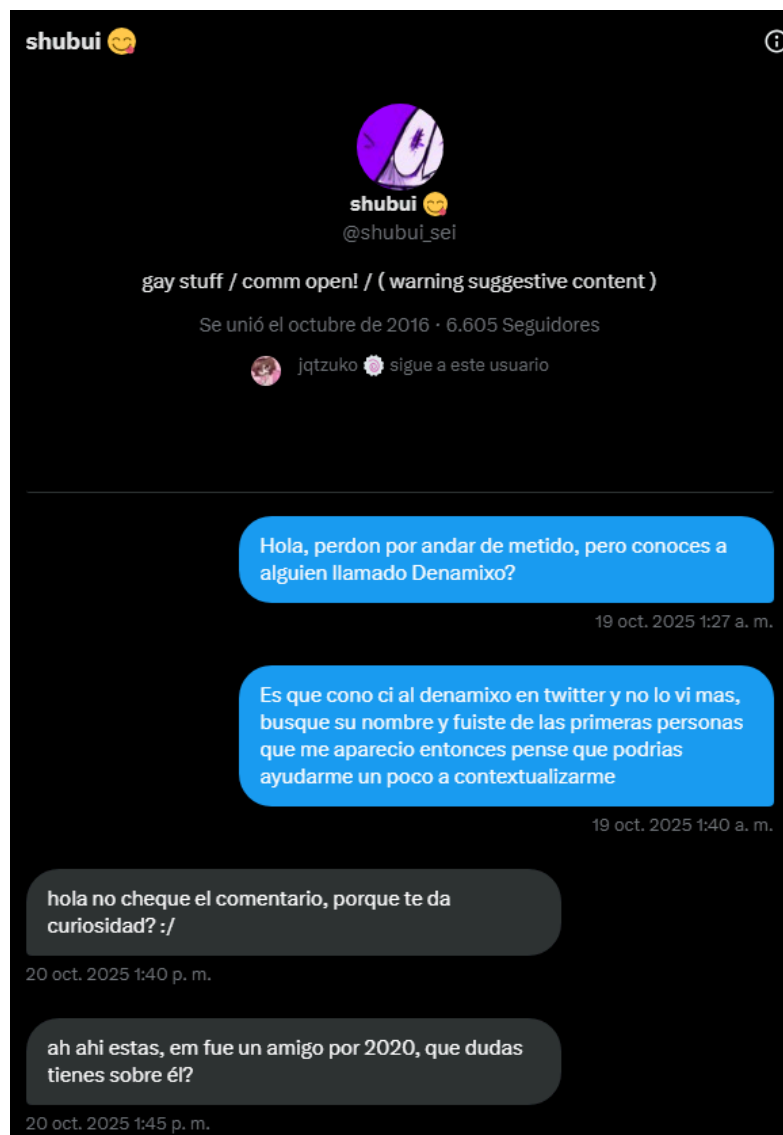 shubui 😋
shubui 😋
@shubui_sei
gay stuff / comm open! / ( warning suggestive content )
Se unió el octubre de 2016 · 6.605 Seguidores
jqtzuko 🍥 sigue a este usuario
Hola, perdon por andar de metido, pero conoces a
alguien llamado Denamixo?
19 oct. 2025 1:27 a. m.
Es que cono ci al denamixo en twitter y no lo vi mas,
busque su nombre y fuiste de las primeras personas
que me aparecio entonces pense que podrias
ayudarme un poco a contextualizarme
19 oct. 2025 1:40 a. m.
hola no cheque el comentario, porque te da
curiosidad? :/
20 oct. 2025 1:40 p. m.
ah ahi estas, em fue un amigo por 2020, que dudas
tienes sobre él?
20 oct. 2025 1:45 p. m.